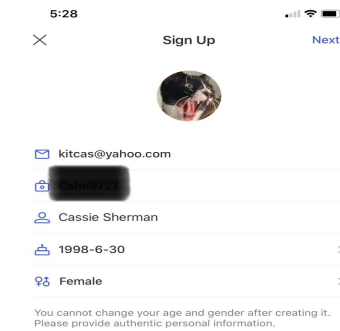 5:28
Sign Up
Next
kitcas@yahoo.com
Cassie Sherman
1998-6-30
Female
You cannot change your age and gender after creating it.
Please provide authentic personal information.